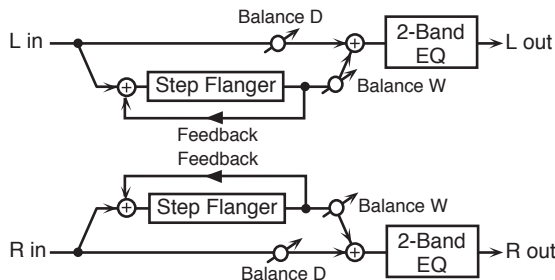 Balance D
L in
2-Band
EQ
L out
Step Flanger
Balance W
Feedback
Feedback
Step Flanger
Balance W
R in
2-Band
EQ
R out
Balance D